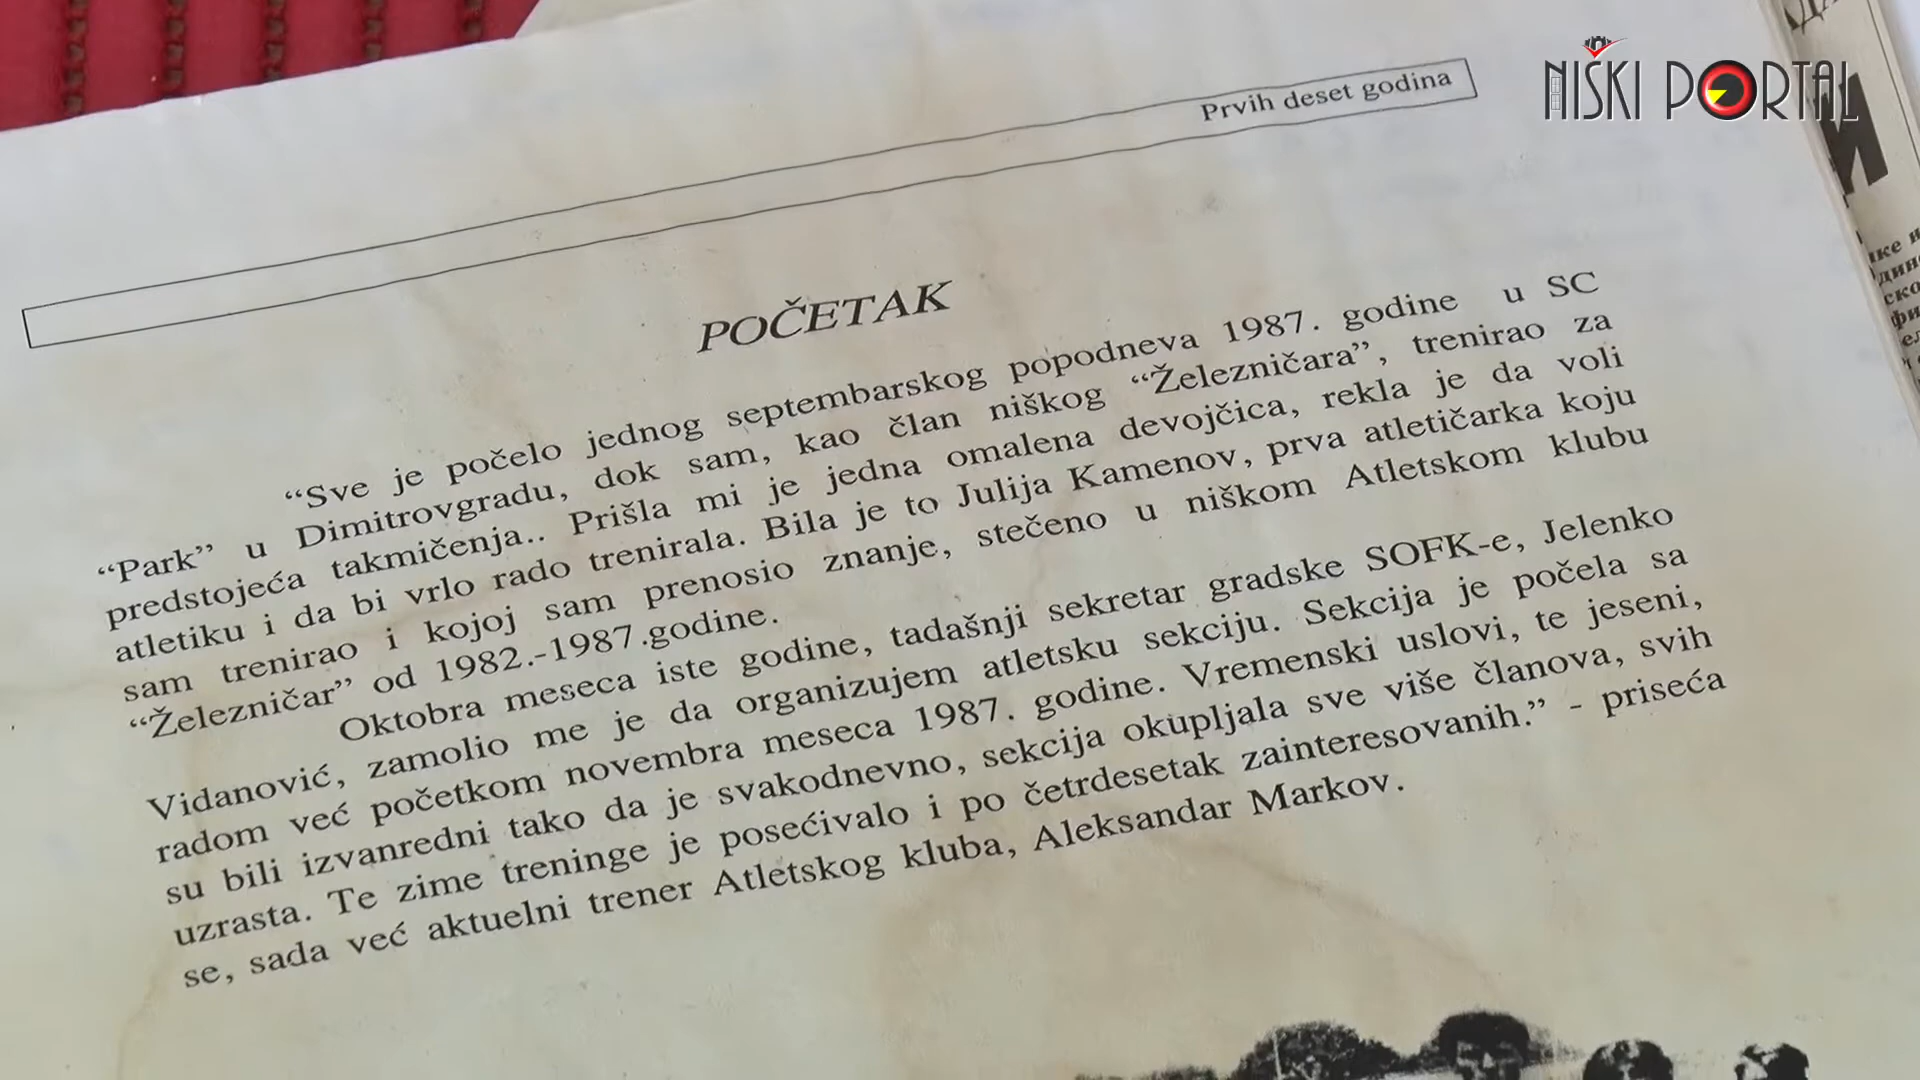 NIŠKI PORTAL
Prvih deset godina
POČETAK
“Sve je počelo jednog septembarskog popodneva 1987. godine u SC
“Park” u Dimitrovgradu, dok sam, kao član niškog “Železničara”, trenirao za
predstojeća takmičenja.. Prišla mi je jedna omalena devojčica, rekla je da voli
atletiku i da bi vrlo rado trenirala. Bila je to Julija Kamenov, prva atletičarka koju
sam trenirao i kojoj sam prenosio znanje, stečeno u niškom Atletskom klubu
“Železničar” od 1982.-1987.godine.
Oktobra meseca iste godine, tadašnji sekretar gradske SOFK-e, Jelenko
Vidanović, zamolio me je da organizujem atletsku sekciju. Sekcija je počela sa
radom već početkom novembra meseca 1987. godine. Vremenski uslovi, te jeseni,
su bili izvanredni tako da je svakodnevno, sekcija okupljala sve više članova, svih
uzrasta. Te zime treninge je posećivalo i po četrdesetak zainteresovanih.” - priseća
se, sada već aktuelni trener Atletskog kluba, Aleksandar Markov.